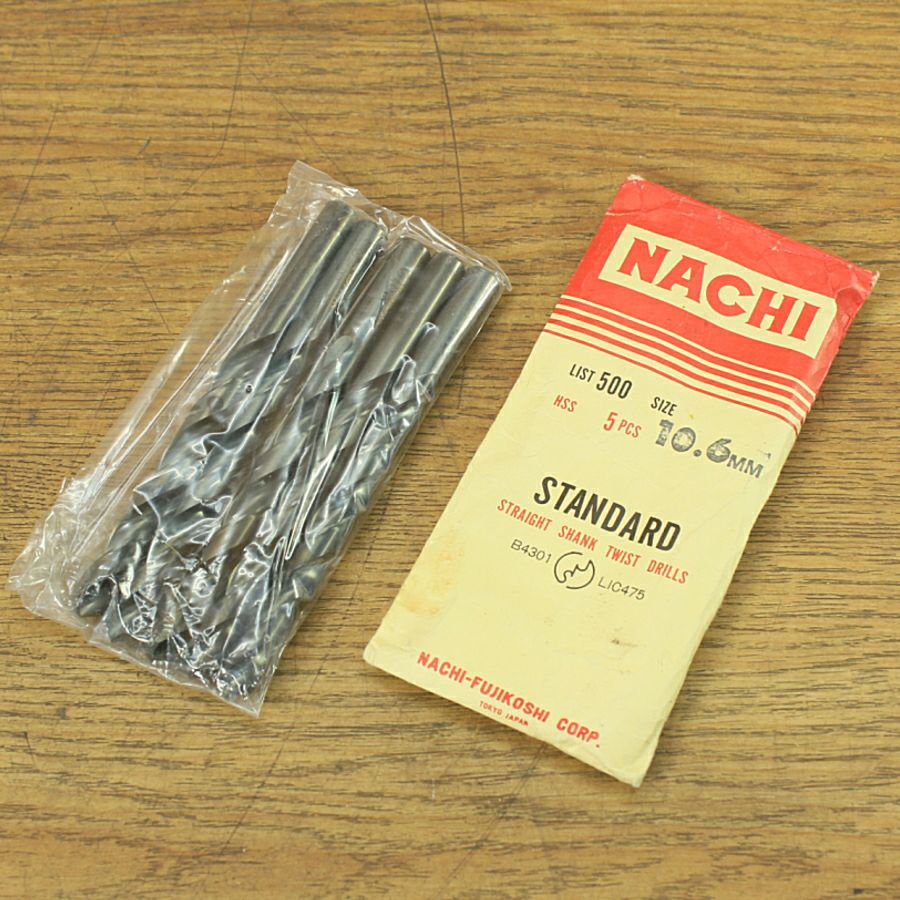 NACHI
LIST 500 SIZE
HSS 5 PCS 10.6MM
STANDARD
STRAIGHT SHANK TWIST DRILLS
B4301 LIC475
NACHI-FUJIKOSHI CORP.
TOKYO JAPAN